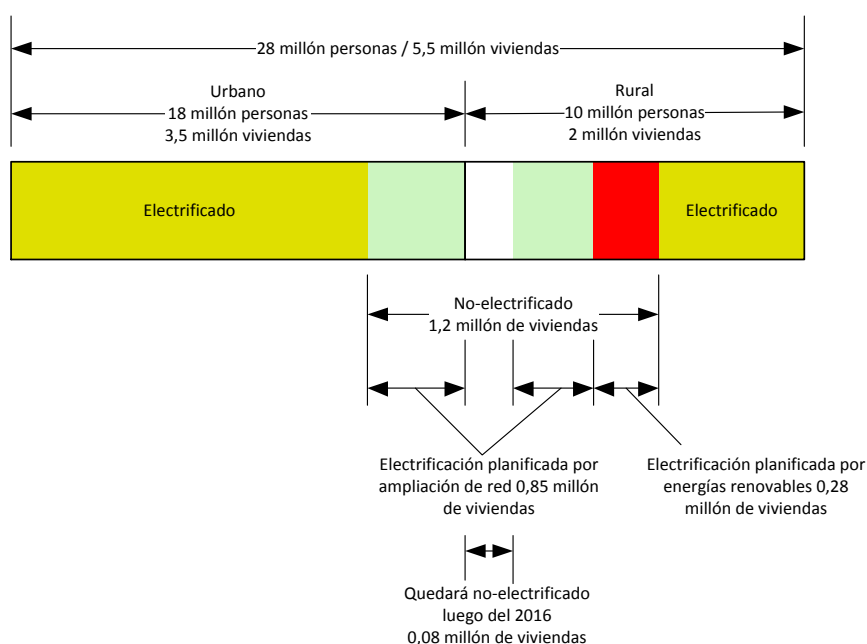 28 millón personas / 5,5 millón viviendas
Urbano
18 millón personas
3,5 millón viviendas
Rural
10 millón personas
2 millón viviendas
Electrificado
Electrificado
No-electrificado
1,2 millón de viviendas
Electrificación planificada por
ampliación de red 0,85 millón
de viviendas
Electrificación planificada por
energías renovables 0,28
millón de viviendas
Quedará no-electrificado
luego del 2016
0,08 millón de viviendas